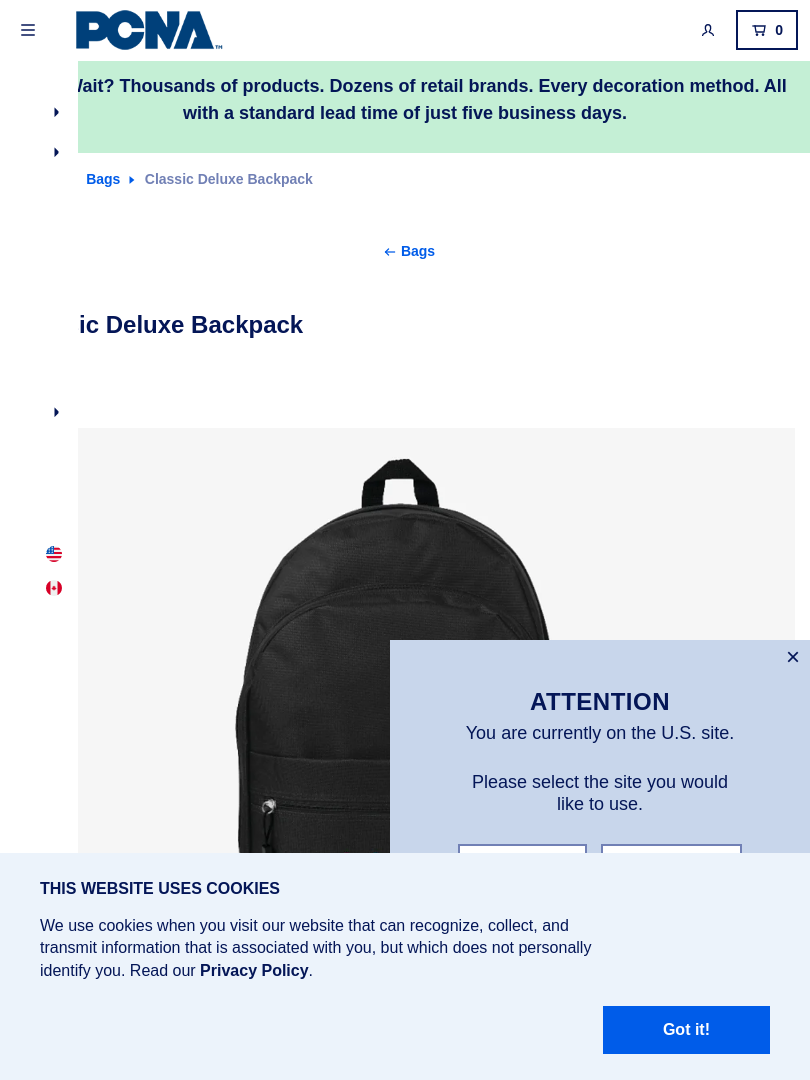 PCNA™
0
Wait? Thousands of products. Dozens of retail brands. Every decoration method. All
with a standard lead time of just five business days.
Bags Classic Deluxe Backpack
Bags
ic Deluxe Backpack
ATTENTION
You are currently on the U.S. site.
Please select the site you would
like to use.
THIS WEBSITE USES COOKIES
We use cookies when you visit our website that can recognize, collect, and
transmit information that is associated with you, but which does not personally
identify you. Read our Privacy Policy.
Got it!